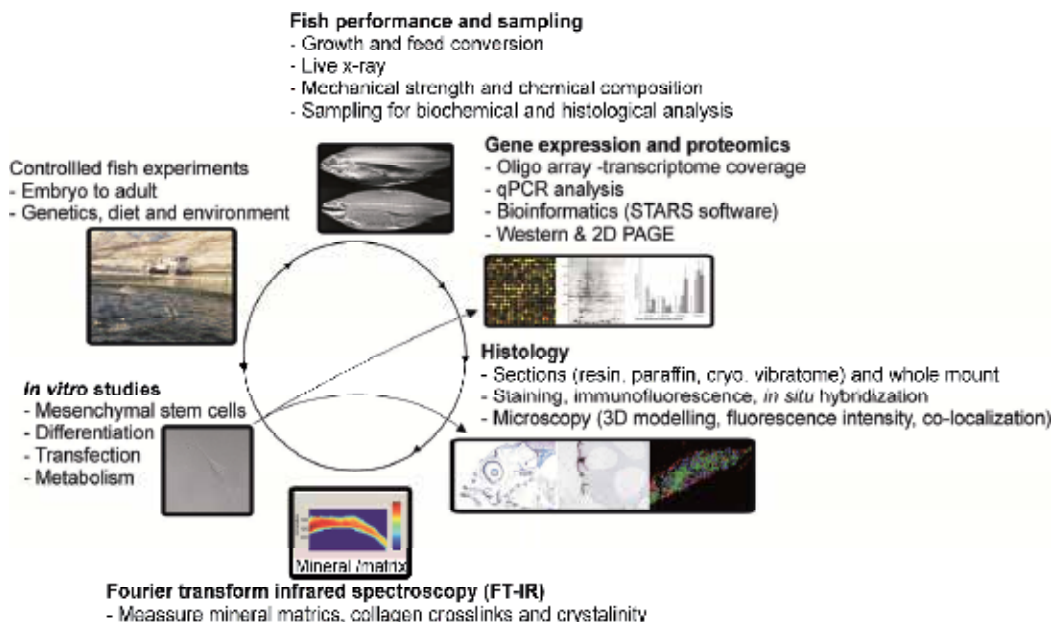 Fish performance and sampling
- Growth and feed conversion
- Live x-ray
- Mechanical strength and chemical composition
- Sampling for biochemical and histological analysis
Gene expression and proteomics
- Oligo array -transcriptome coverage
- qPCR analysis
- Bioinformatics (STARS software)
- Western & 2D PAGE
Controllled fish experiments
- Embryo to adult
- Genetics, diet and environment
Histology
- Sections (resin, paraffin, cryo, vibratome) and whole mount
- Staining, immunofluorescence, in situ hybridization
- Microscopy (3D modelling, fluorescence intensity, co-localization)
In vitro studies
- Mesenchymal stem cells
- Differentiation
- Transfection
- Metabolism
Mineral /matrix
Fourier transform infrared spectroscopy (FT-IR)
- Meassure mineral matrics, collagen crosslinks and crystalinity